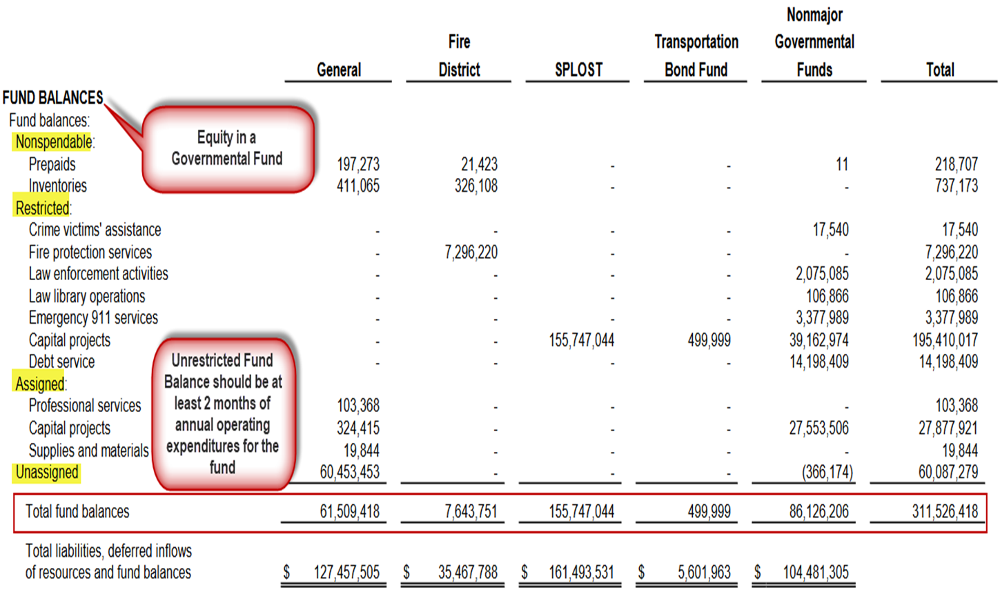 Nonmajor
Fire Transportation Governmental
General District SPLOST Bond Fund Funds Total
FUND BALANCES
Fund balances:
Nonspendable:
Equity in a
Governmental Fund
Prepaids 197,273 21,423 - - 11 218,707
Inventories 411,065 326,108 - - - 737,173
Restricted:
Crime victims' assistance - - - - 17,540 17,540
Fire protection services - 7,296,220 - - - 7,296,220
Law enforcement activities - - - - 2,075,085 2,075,085
Law library operations - - - - 106,866 106,866
Emergency 911 services - - - - 3,377,989 3,377,989
Capital projects - - 155,747,044 499,999 39,162,974 195,410,017
Debt service - - - - 14,198,409 14,198,409
Unrestricted Fund
Balance should be at
least 2 months of
annual operating
expenditures for the
fund
Assigned:
Professional services 103,368 - - - - 103,368
Capital projects 324,415 - - - 27,553,506 27,877,921
Supplies and materials 19,844 - - - - 19,844
Unassigned 60,453,453 - - - (366,174) 60,087,279
Total fund balances 61,509,418 7,643,751 155,747,044 499,999 86,126,206 311,526,418
Total liabilities, deferred inflows
of resources and fund balances $ 127,457,505 $ 35,467,788 $ 161,493,531 $ 5,601,963 $ 104,481,305